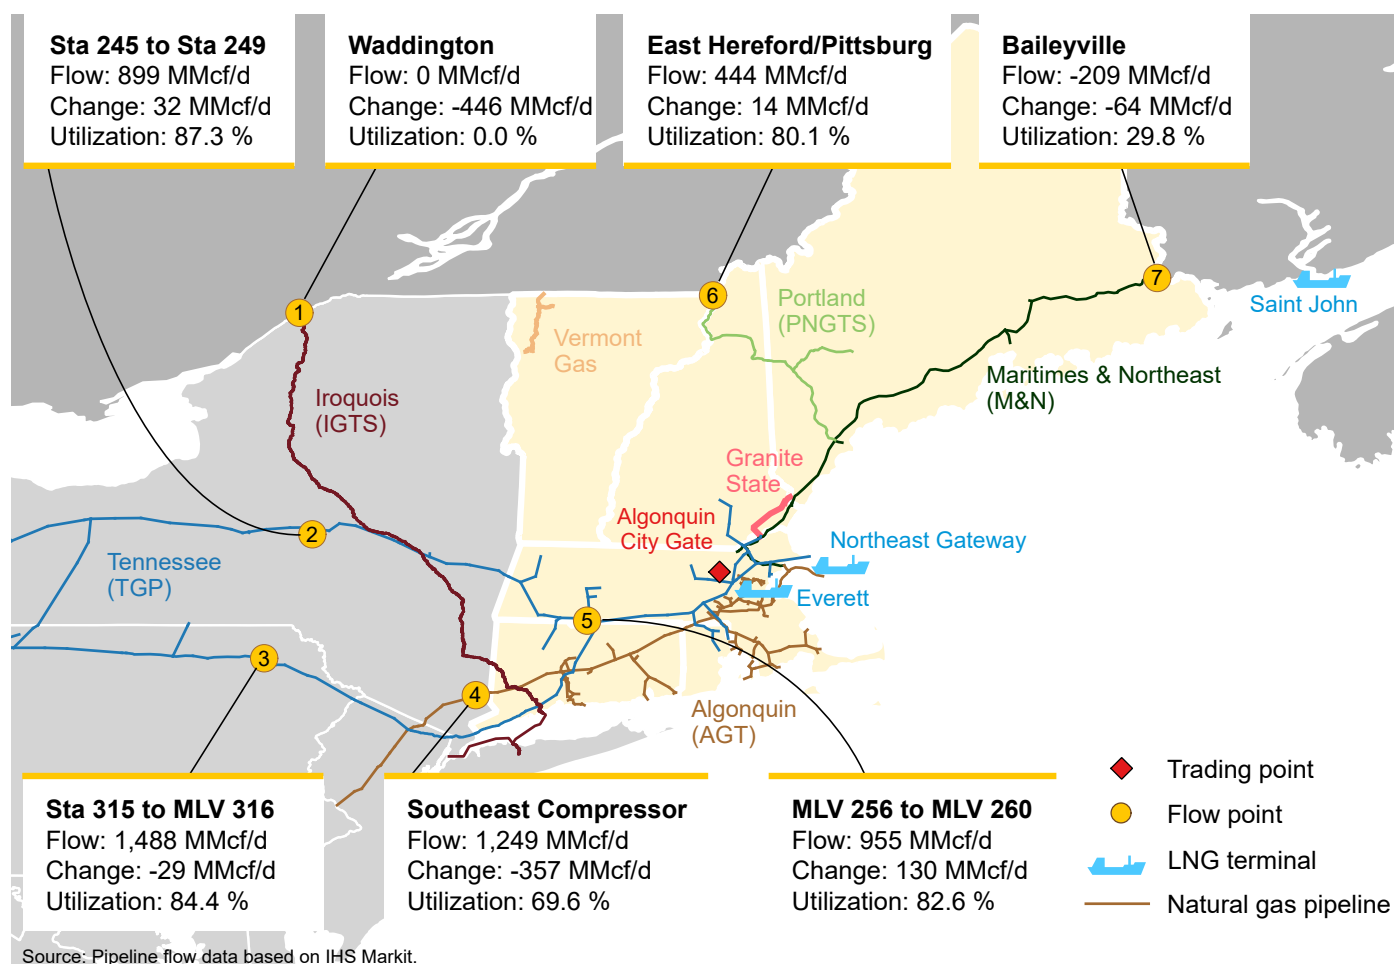 Sta 245 to Sta 249
Flow: 899 MMcf/d
Change: 32 MMcf/d
Utilization: 87.3 %
Waddington
Flow: 0 MMcf/d
Change: -446 MMcf/d
Utilization: 0.0 %
East Hereford/Pittsburg
Flow: 444 MMcf/d
Change: 14 MMcf/d
Utilization: 80.1 %
Baileyville
Flow: -209 MMcf/d
Change: -64 MMcf/d
Utilization: 29.8 %
1
6
7
Saint John
Portland
(PNGTS)
Vermont
Gas
Iroquois
(IGTS)
Maritimes & Northeast
(M&N)
Granite
State
Algonquin
City Gate
2
Northeast Gateway
Tennessee
(TGP)
Everett
5
3
4
Algonquin
(AGT)
Sta 315 to MLV 316
Flow: 1,488 MMcf/d
Change: -29 MMcf/d
Utilization: 84.4 %
Southeast Compressor
Flow: 1,249 MMcf/d
Change: -357 MMcf/d
Utilization: 69.6 %
MLV 256 to MLV 260
Flow: 955 MMcf/d
Change: 130 MMcf/d
Utilization: 82.6 %
Trading point
Flow point
LNG terminal
Natural gas pipeline
Source: Pipeline flow data based on IHS Markit.